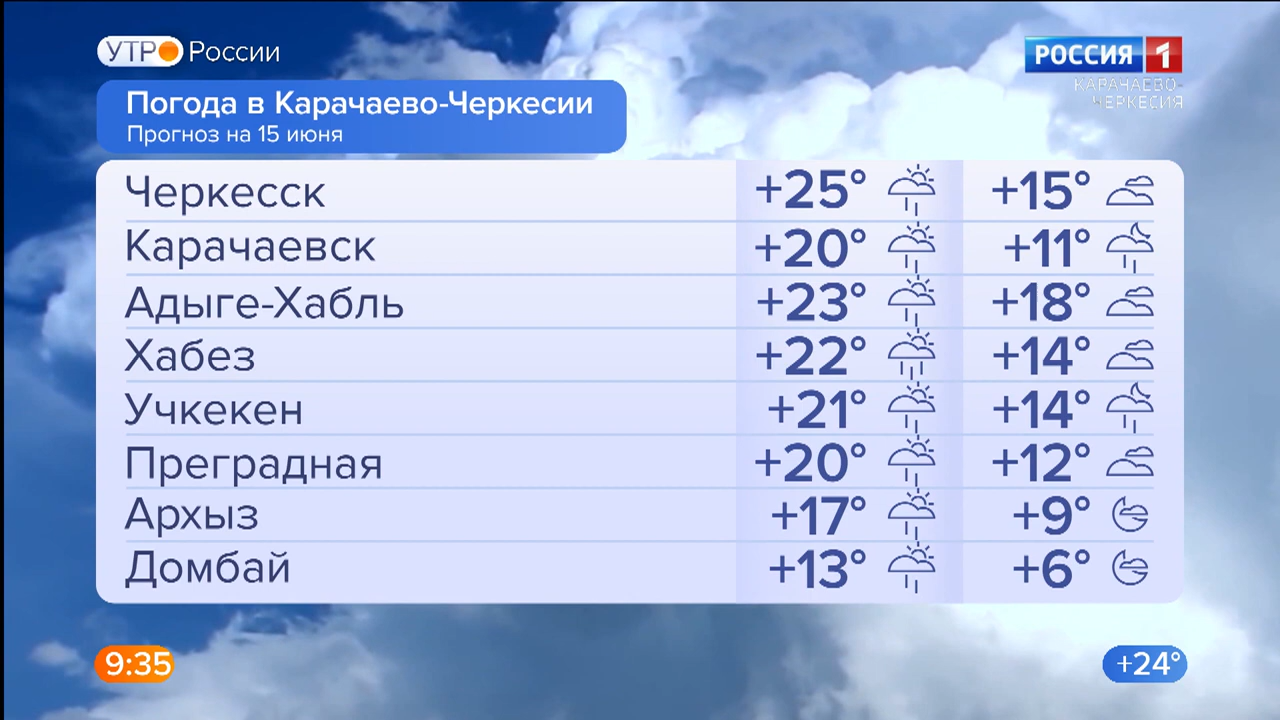 УТРО России
РОССИЯ 1
КАРАЧАЕВО-
ЧЕРКЕСИЯ
Погода в Карачаево-Черкесии
Прогноз на 15 июня
Черкесск +25° +15°
Карачаевск +20° +11°
Адыге-Хабль +23° +18°
Хабез +22° +14°
Учкекен +21° +14°
Преградная +20° +12°
Архыз +17° +9°
Домбай +13° +6°
9:35 +24°